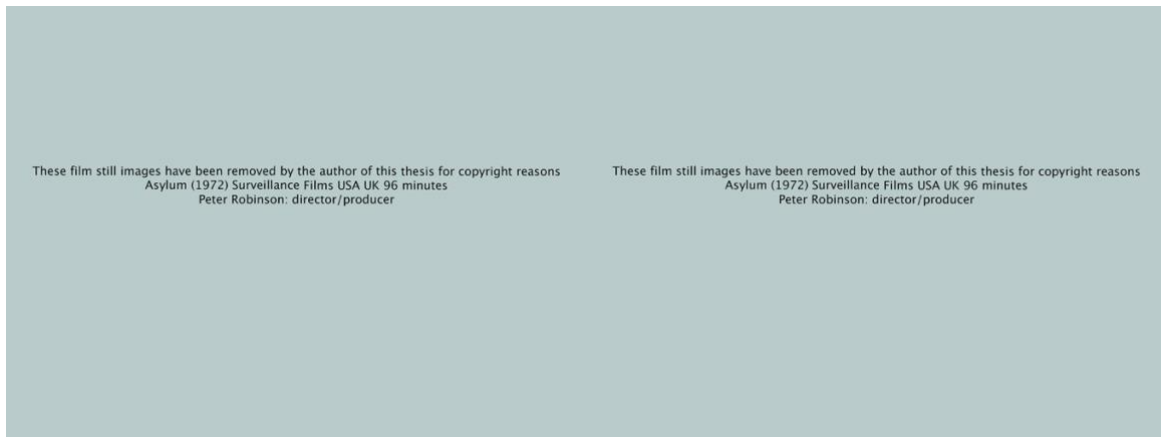 These film still images have been removed by the author of this thesis for copyright reasons
Asylum (1972) Surveillance Films USA UK 96 minutes
Peter Robinson: director/producer
These film still images have been removed by the author of this thesis for copyright reasons
Asylum (1972) Surveillance Films USA UK 96 minutes
Peter Robinson: director/producer